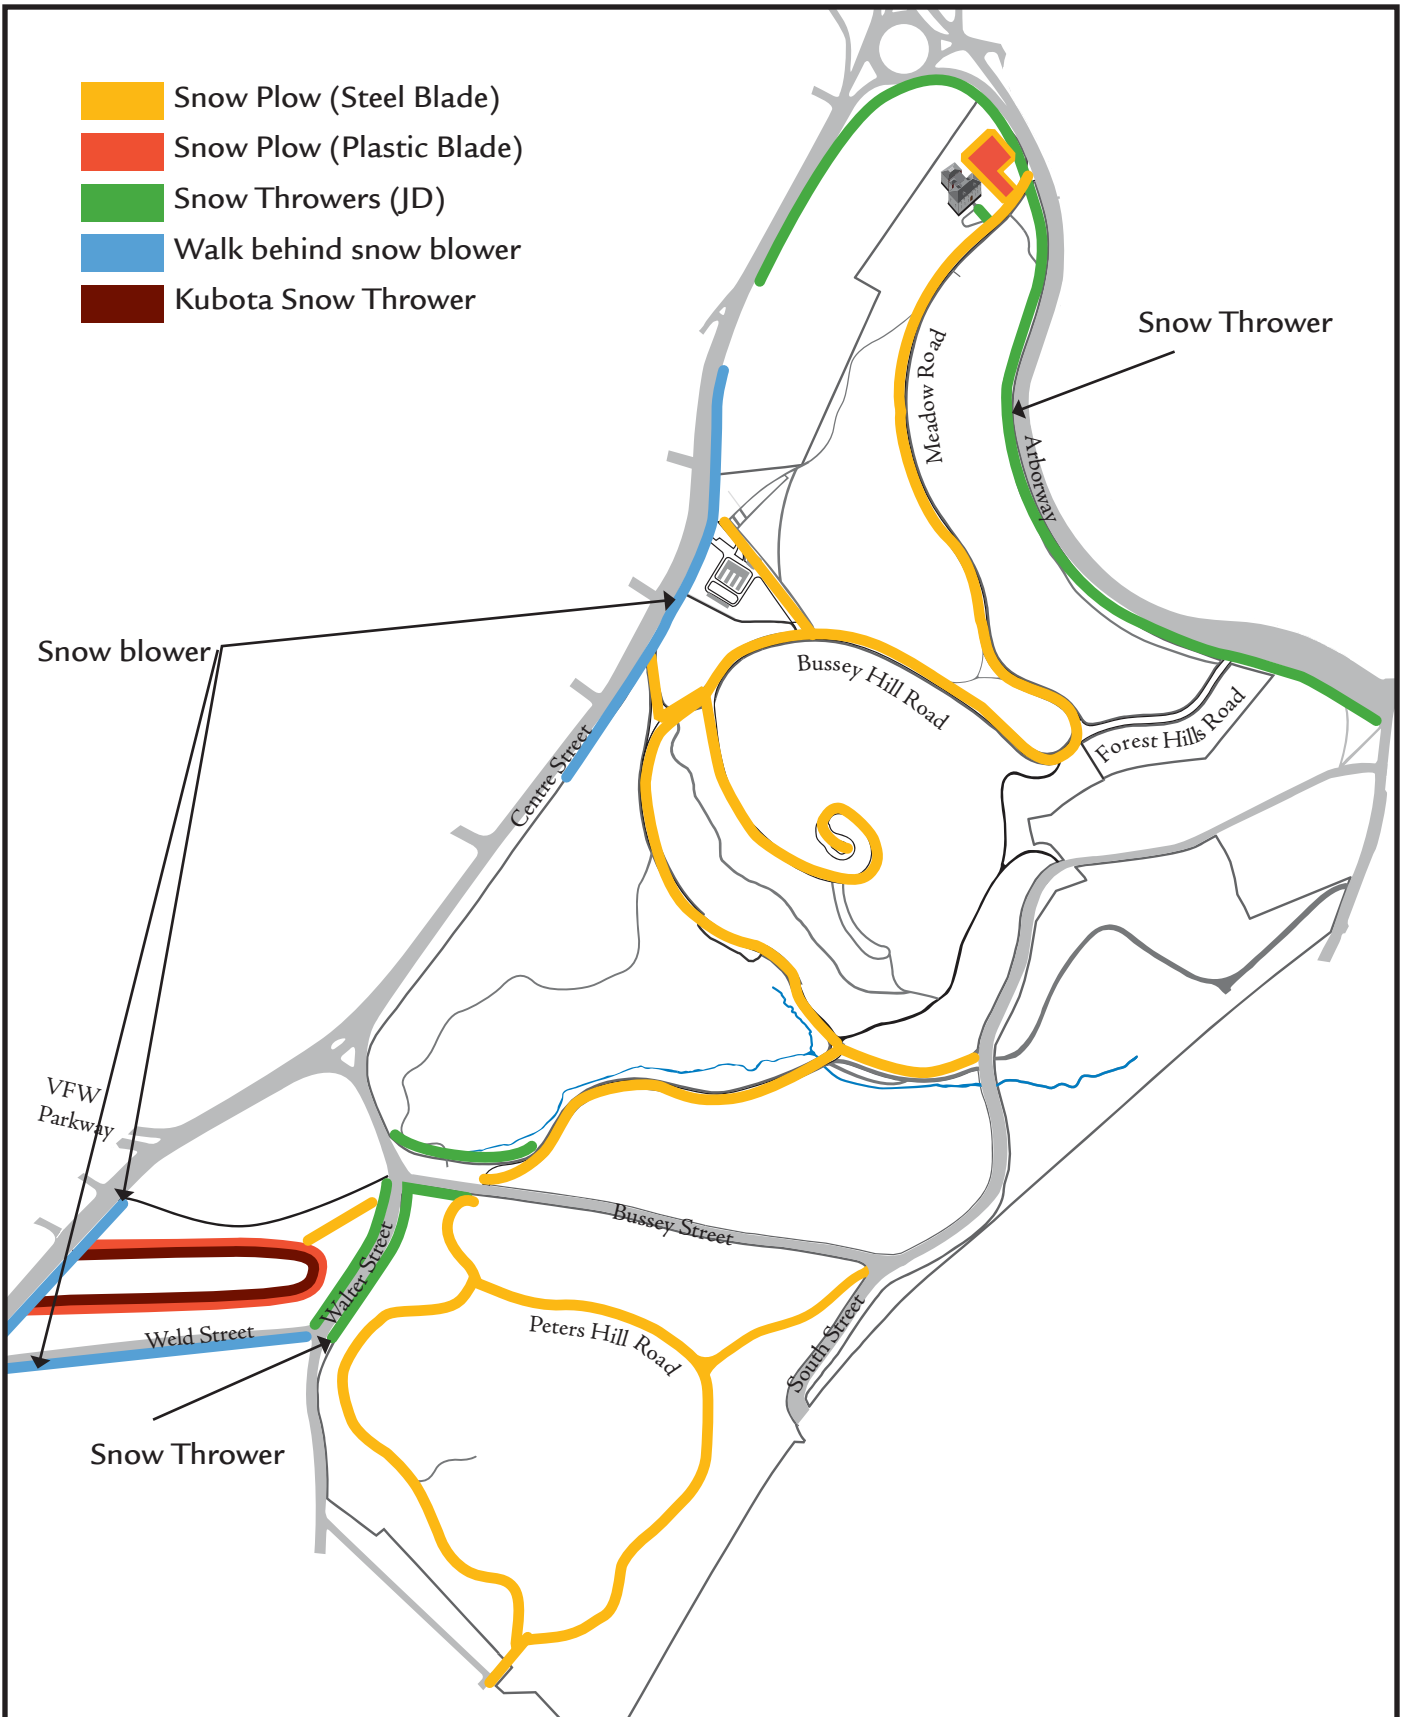 Snow Plow (Steel Blade)
Snow Plow (Plastic Blade)
Snow Throwers (JD)
Walk behind snow blower
Kubota Snow Thrower
Snow Thrower
Meadow Road
Arborway
Snow blower
Bussey Hill Road
Forest Hills Road
Centre Street
VFW
Parkway
Bussey Street
Walter Street
Weld Street
Peters Hill Road
South Street
Snow Thrower